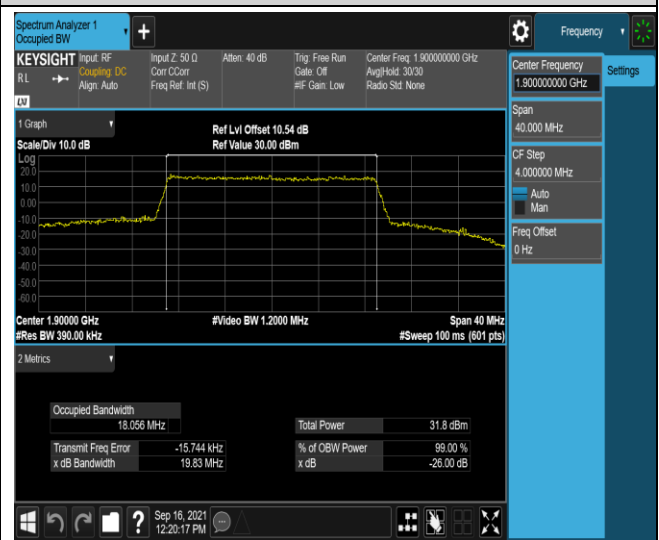 Spectrum Analyzer 1
Occupied BW
Frequency
KEYSIGHT
Input: RF
Coupling: DC
Align: Auto
Input Z: 50 Ω
Corr CCorr
Freq Ref: Int (S)
Atten: 40 dB
Trig: Free Run
Gate: Off
#IF Gain: Low
Center Freq: 1.900000000 GHz
Avg|Hold: 30/30
Radio Std: None
R L
LXI
1 Graph
Scale/Div 10.0 dB
Ref Lvl Offset 10.54 dB
Ref Value 30.00 dBm
Log
20.0
10.0
0.00
-10.0
-20.0
-30.0
-40.0
-50.0
-60.0
Center 1.90000 GHz
#Res BW 390.00 kHz
#Video BW 1.2000 MHz
Span 40 MHz
#Sweep 100 ms (601 pts)
2 Metrics
Occupied Bandwidth
18.056 MHz
Transmit Freq Error -15.744 kHz
x dB Bandwidth 19.83 MHz
Total Power 31.8 dBm
% of OBW Power 99.00 %
x dB -26.00 dB
Sep 16, 2021
12:20:17 PM
Center Frequency
1.900000000 GHz
Span
40.000 MHz
CF Step
4.000000 MHz
Auto
Man
Freq Offset
0 Hz
Settings